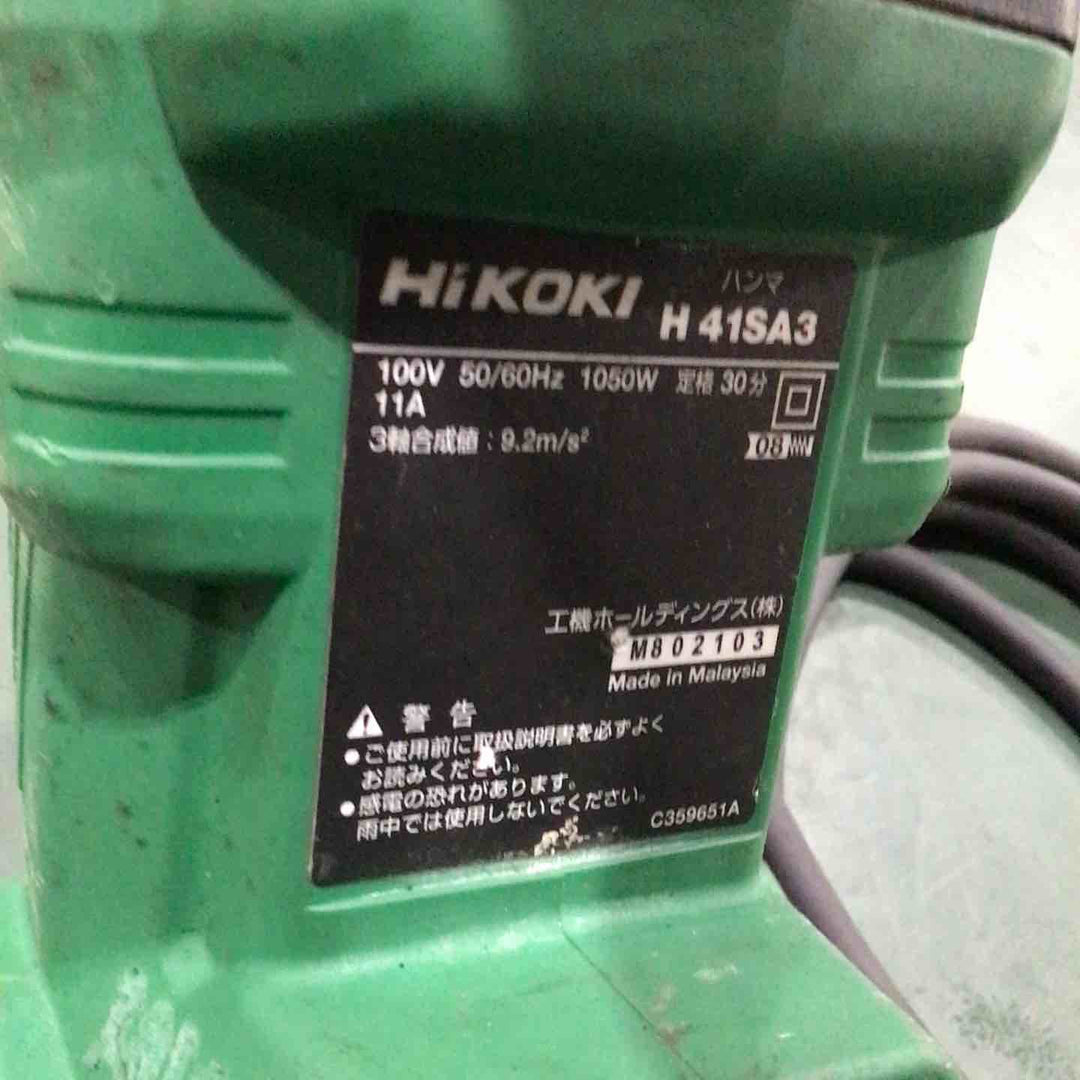 HiKOKI
ハンマ
H 41SA3
100V 50/60Hz 1050W 定格 30分
11A
3軸合成値：9.2m/s²
08
工機ホールディングス(株)
M802103
Made in Malaysia
警告
●ご使用前に取扱説明書を必ずよく
お読みください。
●感電の恐れがあります。
雨中では使用しないでください。
C359651A